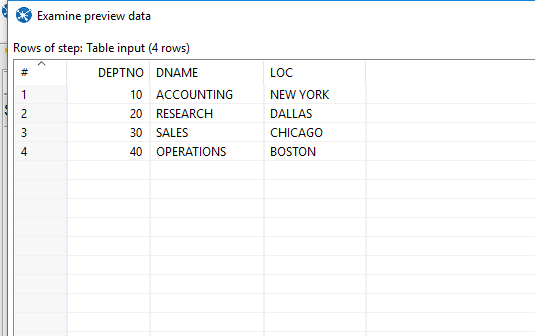 Examine preview data
Rows of step: Table input (4 rows)
# DEPTNO DNAME LOC
1 10 ACCOUNTING NEW YORK
2 20 RESEARCH DALLAS
3 30 SALES CHICAGO
4 40 OPERATIONS BOSTON